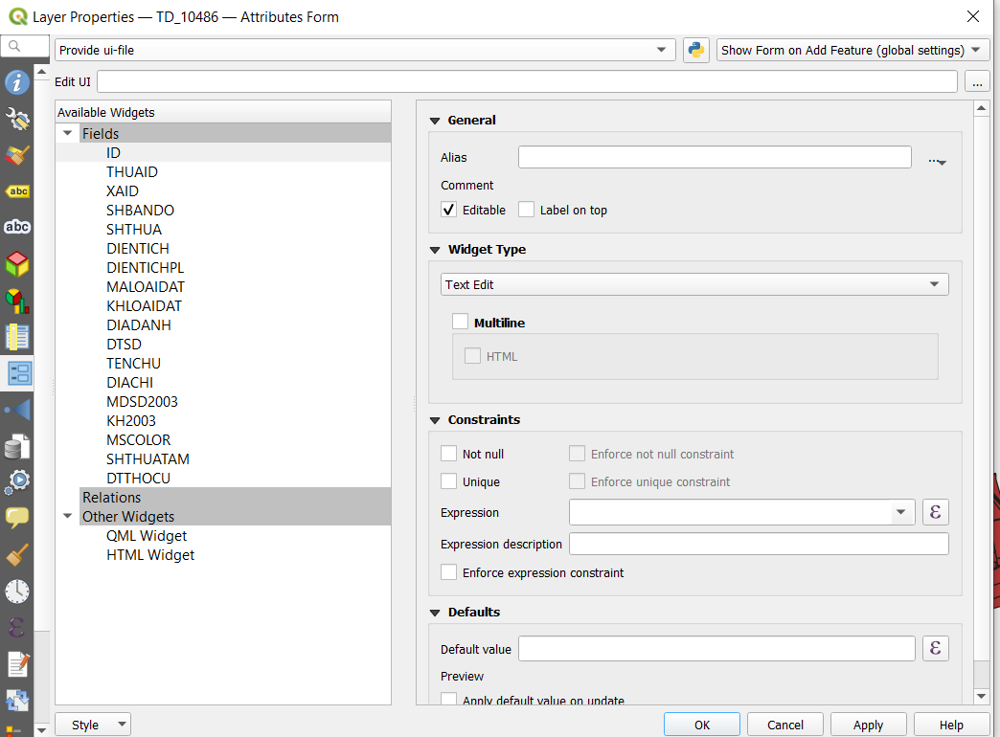 Layer Properties — TD_10486 — Attributes Form
Provide ui-file
Show Form on Add Feature (global settings)
Edit UI
...
Available Widgets
Fields
ID
THUAID
XAID
SHBANDO
SHTHUA
DIENTICH
DIENTICHPL
MALOAIDAT
KHLOAIDAT
DIADANH
DTSD
TENCHU
DIACHI
MDSD2003
KH2003
MSCOLOR
SHTHUATAM
DTTHOCU
Relations
Other Widgets
QML Widget
HTML Widget
General
Alias
...
Comment
Editable
Label on top
Widget Type
Text Edit
Multiline
HTML
Constraints
Not null
Enforce not null constraint
Unique
Enforce unique constraint
Expression
ε
Expression description
Enforce expression constraint
Defaults
Default value
ε
Preview
Apply default value on update
abc
abc
Style
OK
Cancel
Apply
Help